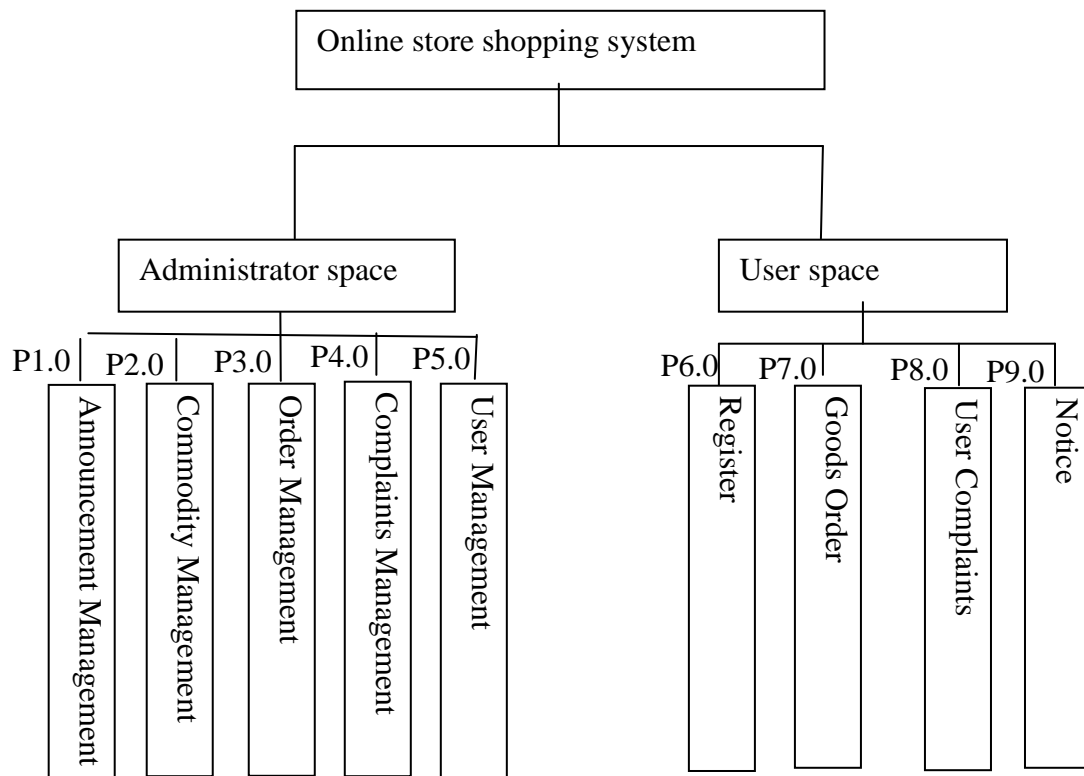 Online store shopping system
Administrator space
User space
P1.0
P2.0
P3.0
P4.0
P5.0
P6.0
P7.0
P8.0
P9.0
Announcement Management
Commodity Management
Order Management
Complaints Management
User Management
Register
Goods Order
User Complaints
Notice